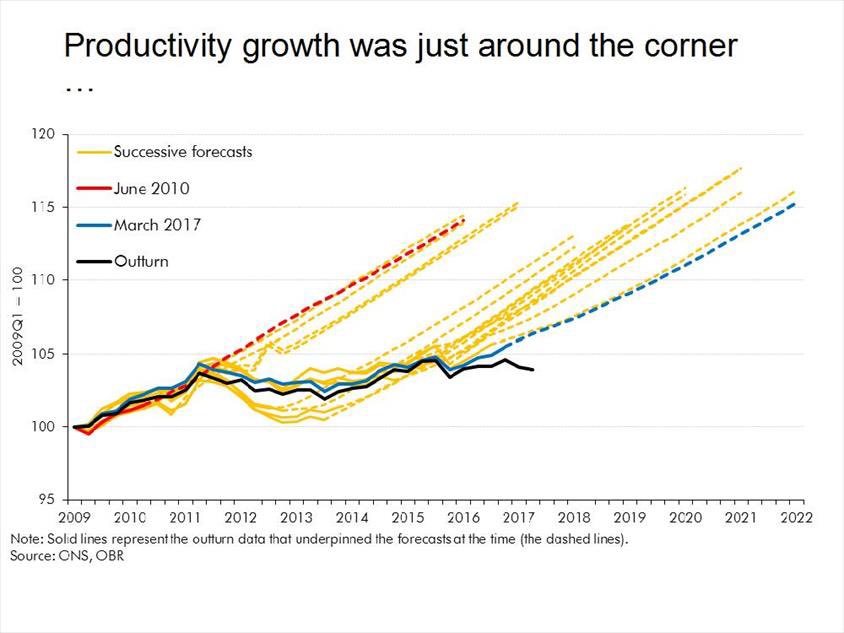 Productivity growth was just around the corner
...
120
115
110
105
100
95
2009Q1 – 100
Successive forecasts
June 2010
March 2017
Outturn
2009 2010 2011 2012 2013 2014 2015 2016 2017 2018 2019 2020 2021 2022
Note: Solid lines represent the outturn data that underpinned the forecasts at the time (the dashed lines).
Source: ONS, OBR